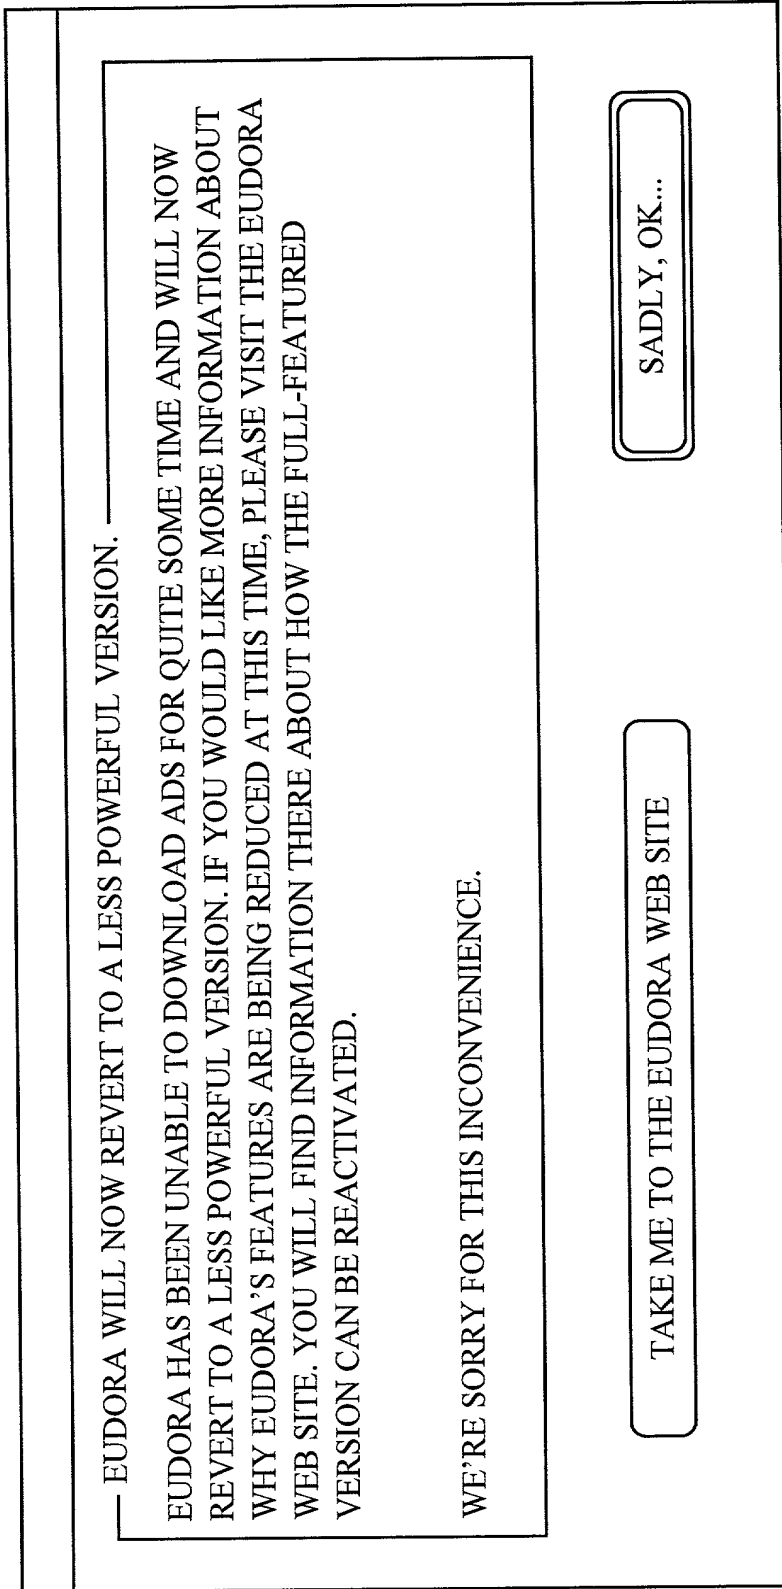 EUDORA WILL NOW REVERT TO A LESS POWERFUL VERSION.
EUDORA HAS BEEN UNABLE TO DOWNLOAD ADS FOR QUITE SOME TIME AND WILL NOW
REVERT TO A LESS POWERFUL VERSION. IF YOU WOULD LIKE MORE INFORMATION ABOUT
WHY EUDORA'S FEATURES ARE BEING REDUCED AT THIS TIME, PLEASE VISIT THE EUDORA
WEB SITE. YOU WILL FIND INFORMATION THERE ABOUT HOW THE FULL-FEATURED
VERSION CAN BE REACTIVATED.
WE'RE SORRY FOR THIS INCONVENIENCE.
TAKE ME TO THE EUDORA WEB SITE
SADLY, OK...